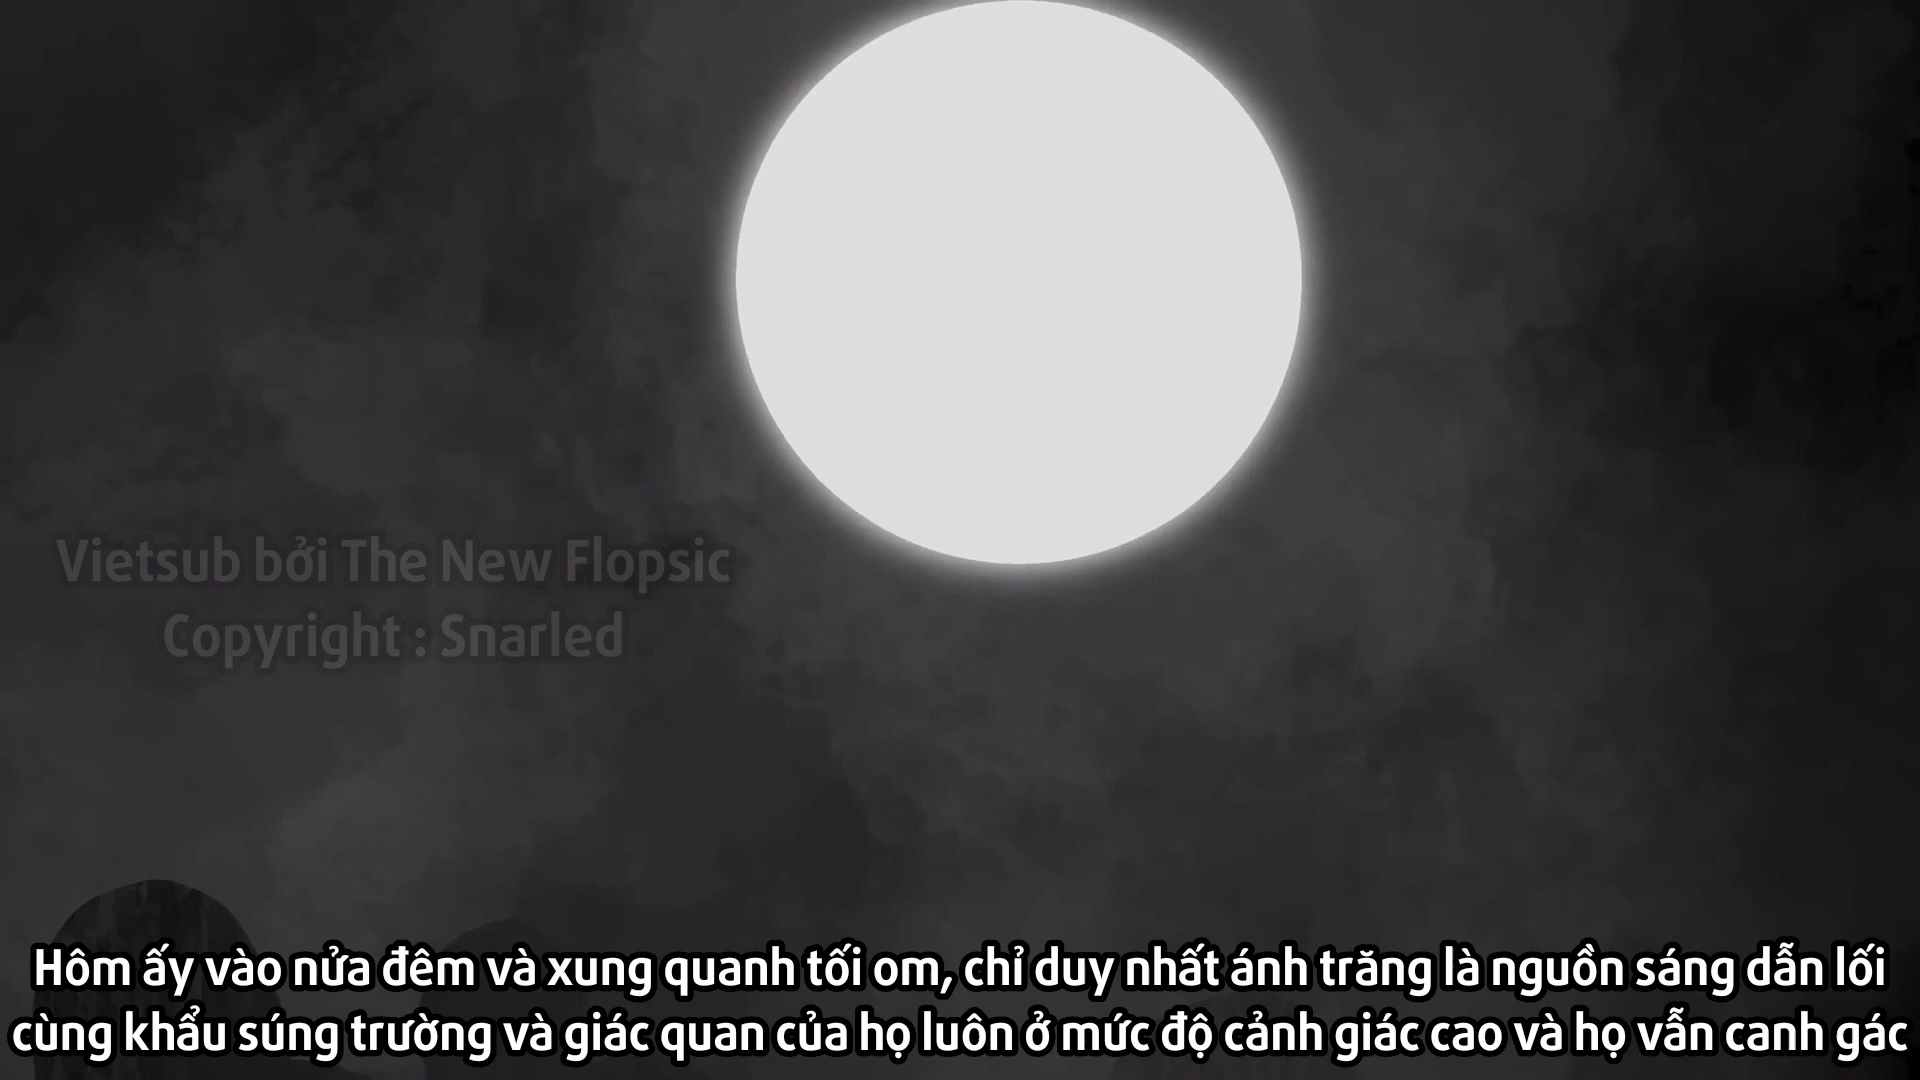 Vietsub bởi The New Flopsic
Copyright : Snarled
Hôm ấy vào nửa đêm và xung quanh tối om, chỉ duy nhất ánh trăng là nguồn sáng dẫn lối
cùng khẩu súng trường và giác quan của họ luôn ở mức độ cảnh giác cao và họ vẫn canh gác